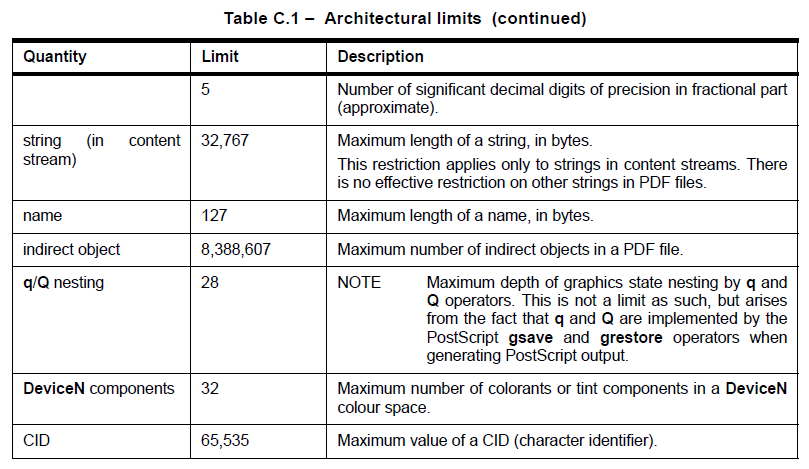 Table C.1 – Architectural limits (continued)
Quantity Limit Description
5 Number of significant decimal digits of precision in fractional part
(approximate).
string (in content 32,767 Maximum length of a string, in bytes.
stream) This restriction applies only to strings in content streams. There
is no effective restriction on other strings in PDF files.
name 127 Maximum length of a name, in bytes.
indirect object 8,388,607 Maximum number of indirect objects in a PDF file.
q/Q nesting 28 NOTE Maximum depth of graphics state nesting by q and
Q operators. This is not a limit as such, but arises
from the fact that q and Q are implemented by the
PostScript gsave and grestore operators when
generating PostScript output.
DeviceN components 32 Maximum number of colorants or tint components in a DeviceN
colour space.
CID 65,535 Maximum value of a CID (character identifier).